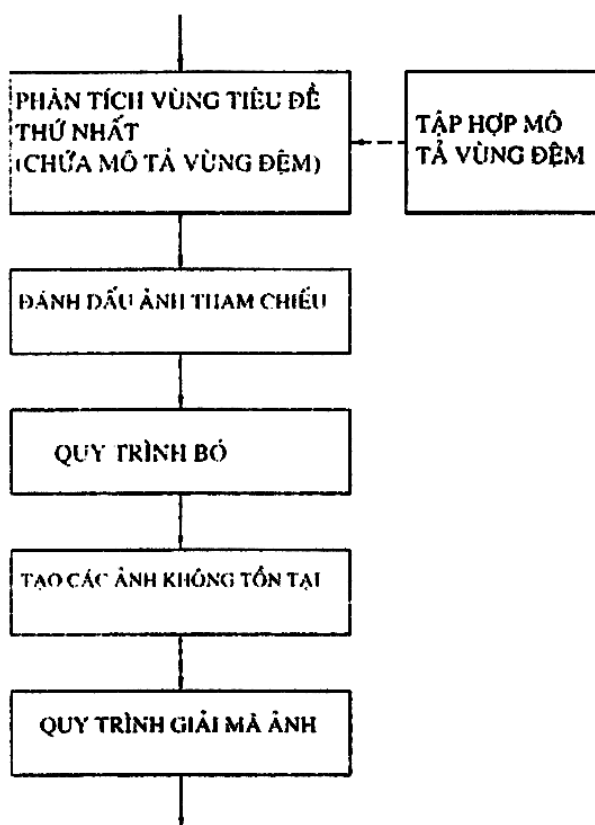 PHÂN TÍCH VÙNG TIÊU ĐỀ
THỨ NHẤT
(CHỨA MÔ TẢ VÙNG ĐỆM)
TẬP HỢP MÔ
TẢ VÙNG ĐỆM
ĐÁNH DẤU ẢNH THAM CHIẾU
QUY TRÌNH BỎ
TẠO CÁC ẢNH KHÔNG TỒN TẠI
QUY TRÌNH GIẢI MÃ ẢNH